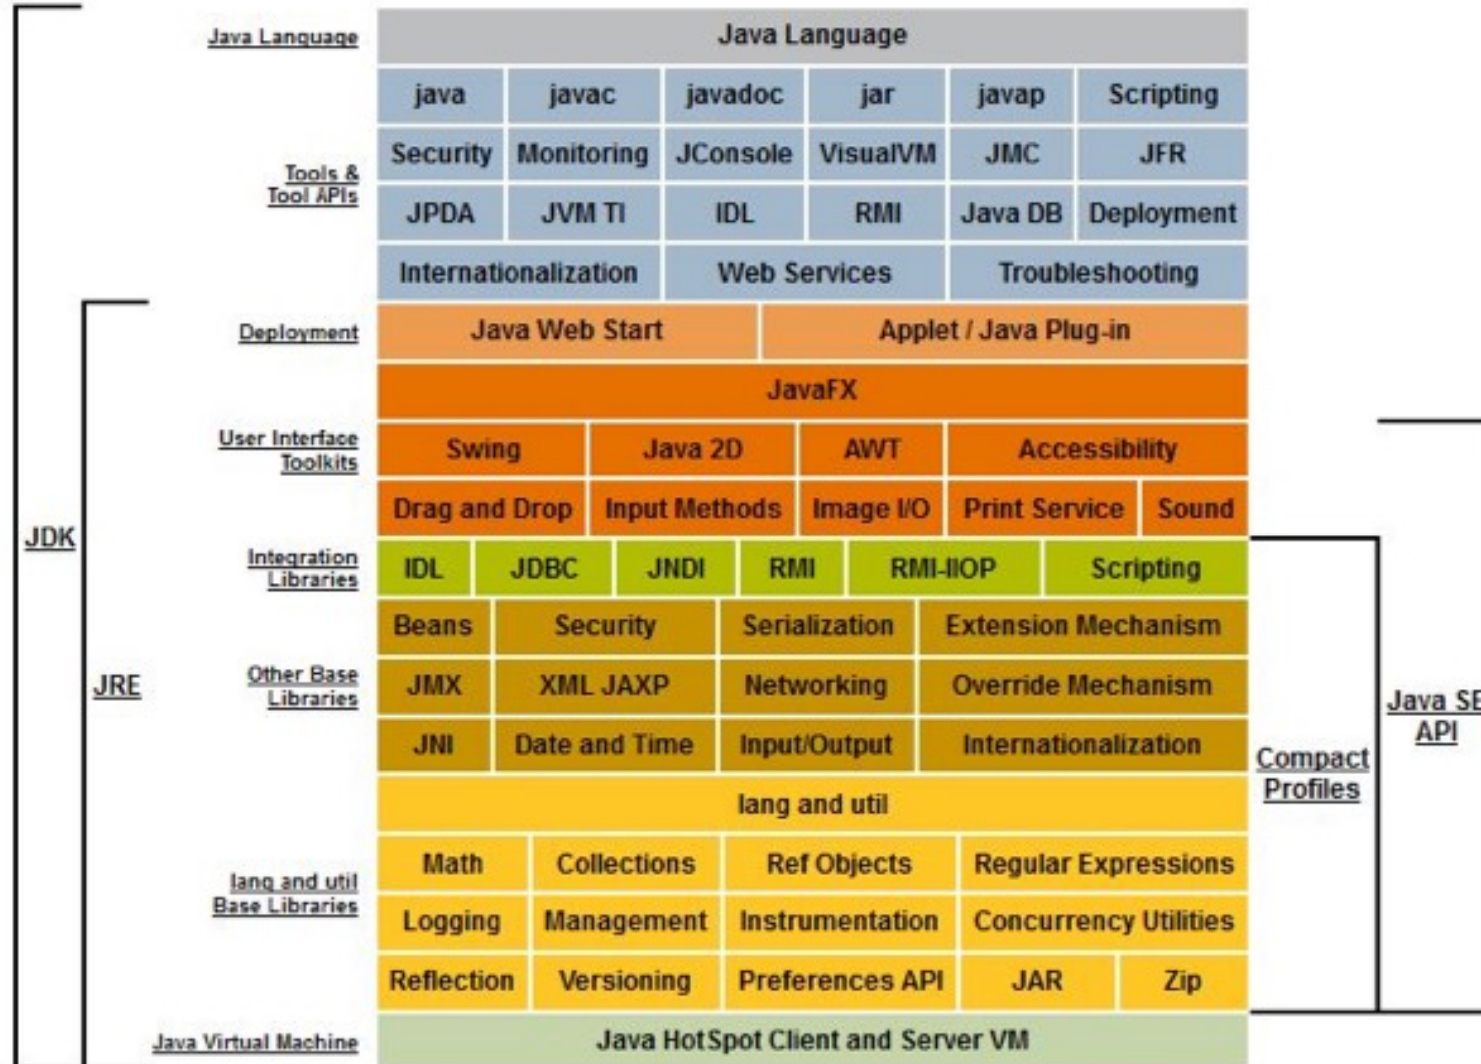 Java Language
Java Language
java javac javadoc jar javap Scripting
Security Monitoring JConsole VisualVM JMC JFR
Tools &
Tool APIs
JPDA JVM TI IDL RMI Java DB Deployment
Internationalization Web Services Troubleshooting
Deployment
Java Web Start Applet / Java Plug-in
JavaFX
User Interface
Toolkits
Swing Java 2D AWT Accessibility
Drag and Drop Input Methods Image I/O Print Service Sound
JDK
Integration
Libraries
IDL JDBC JNDI RMI RMI-IIOP Scripting
Beans Security Serialization Extension Mechanism
JRE
Other Base
Libraries
JMX XML JAXP Networking Override Mechanism
Java SE
API
JNI Date and Time Input/Output Internationalization
Compact
Profiles
lang and util
Math Collections Ref Objects Regular Expressions
lang and util
Base Libraries
Logging Management Instrumentation Concurrency Utilities
Reflection Versioning Preferences API JAR Zip
Java Virtual Machine
Java HotSpot Client and Server VM